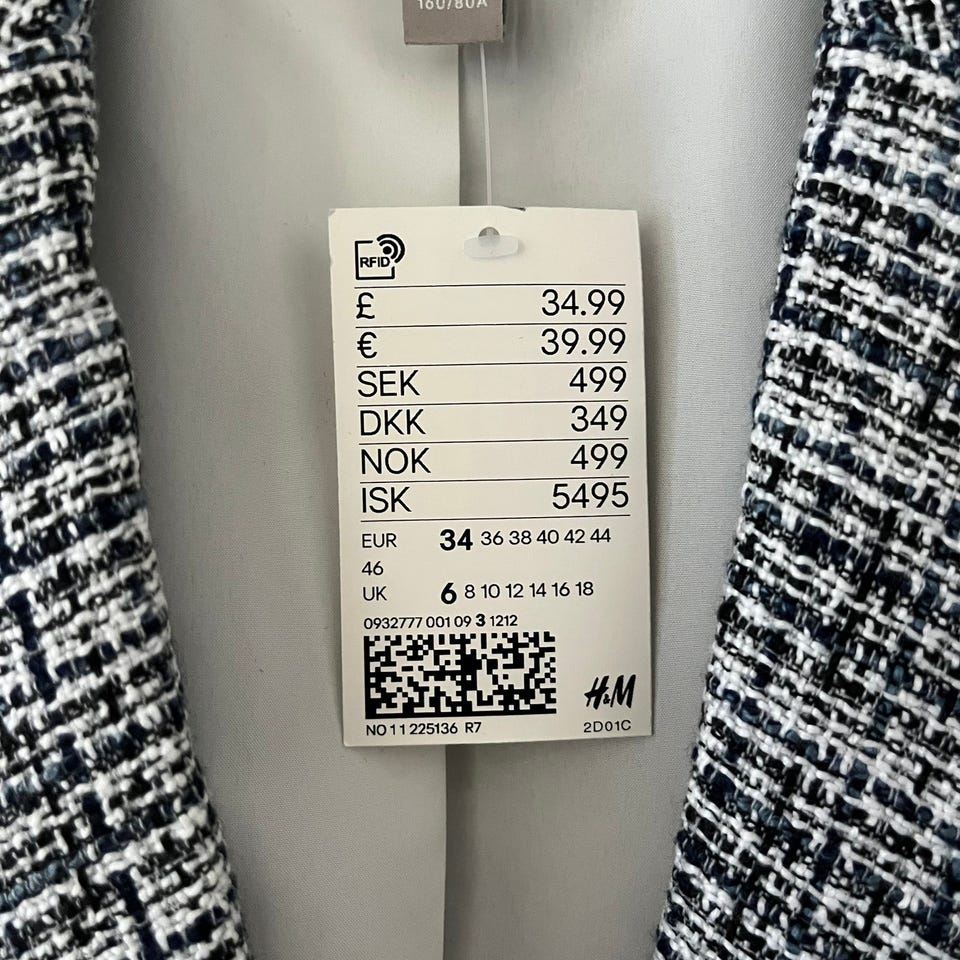 160/80A
RFID
£ 34.99
€ 39.99
SEK 499
DKK 349
NOK 499
ISK 5495
EUR 34 36 38 40 42 44
46
UK 6 8 10 12 14 16 18
0932777 001 09 3 1212
H&M
NO 1 1 225136 R7 2D01C